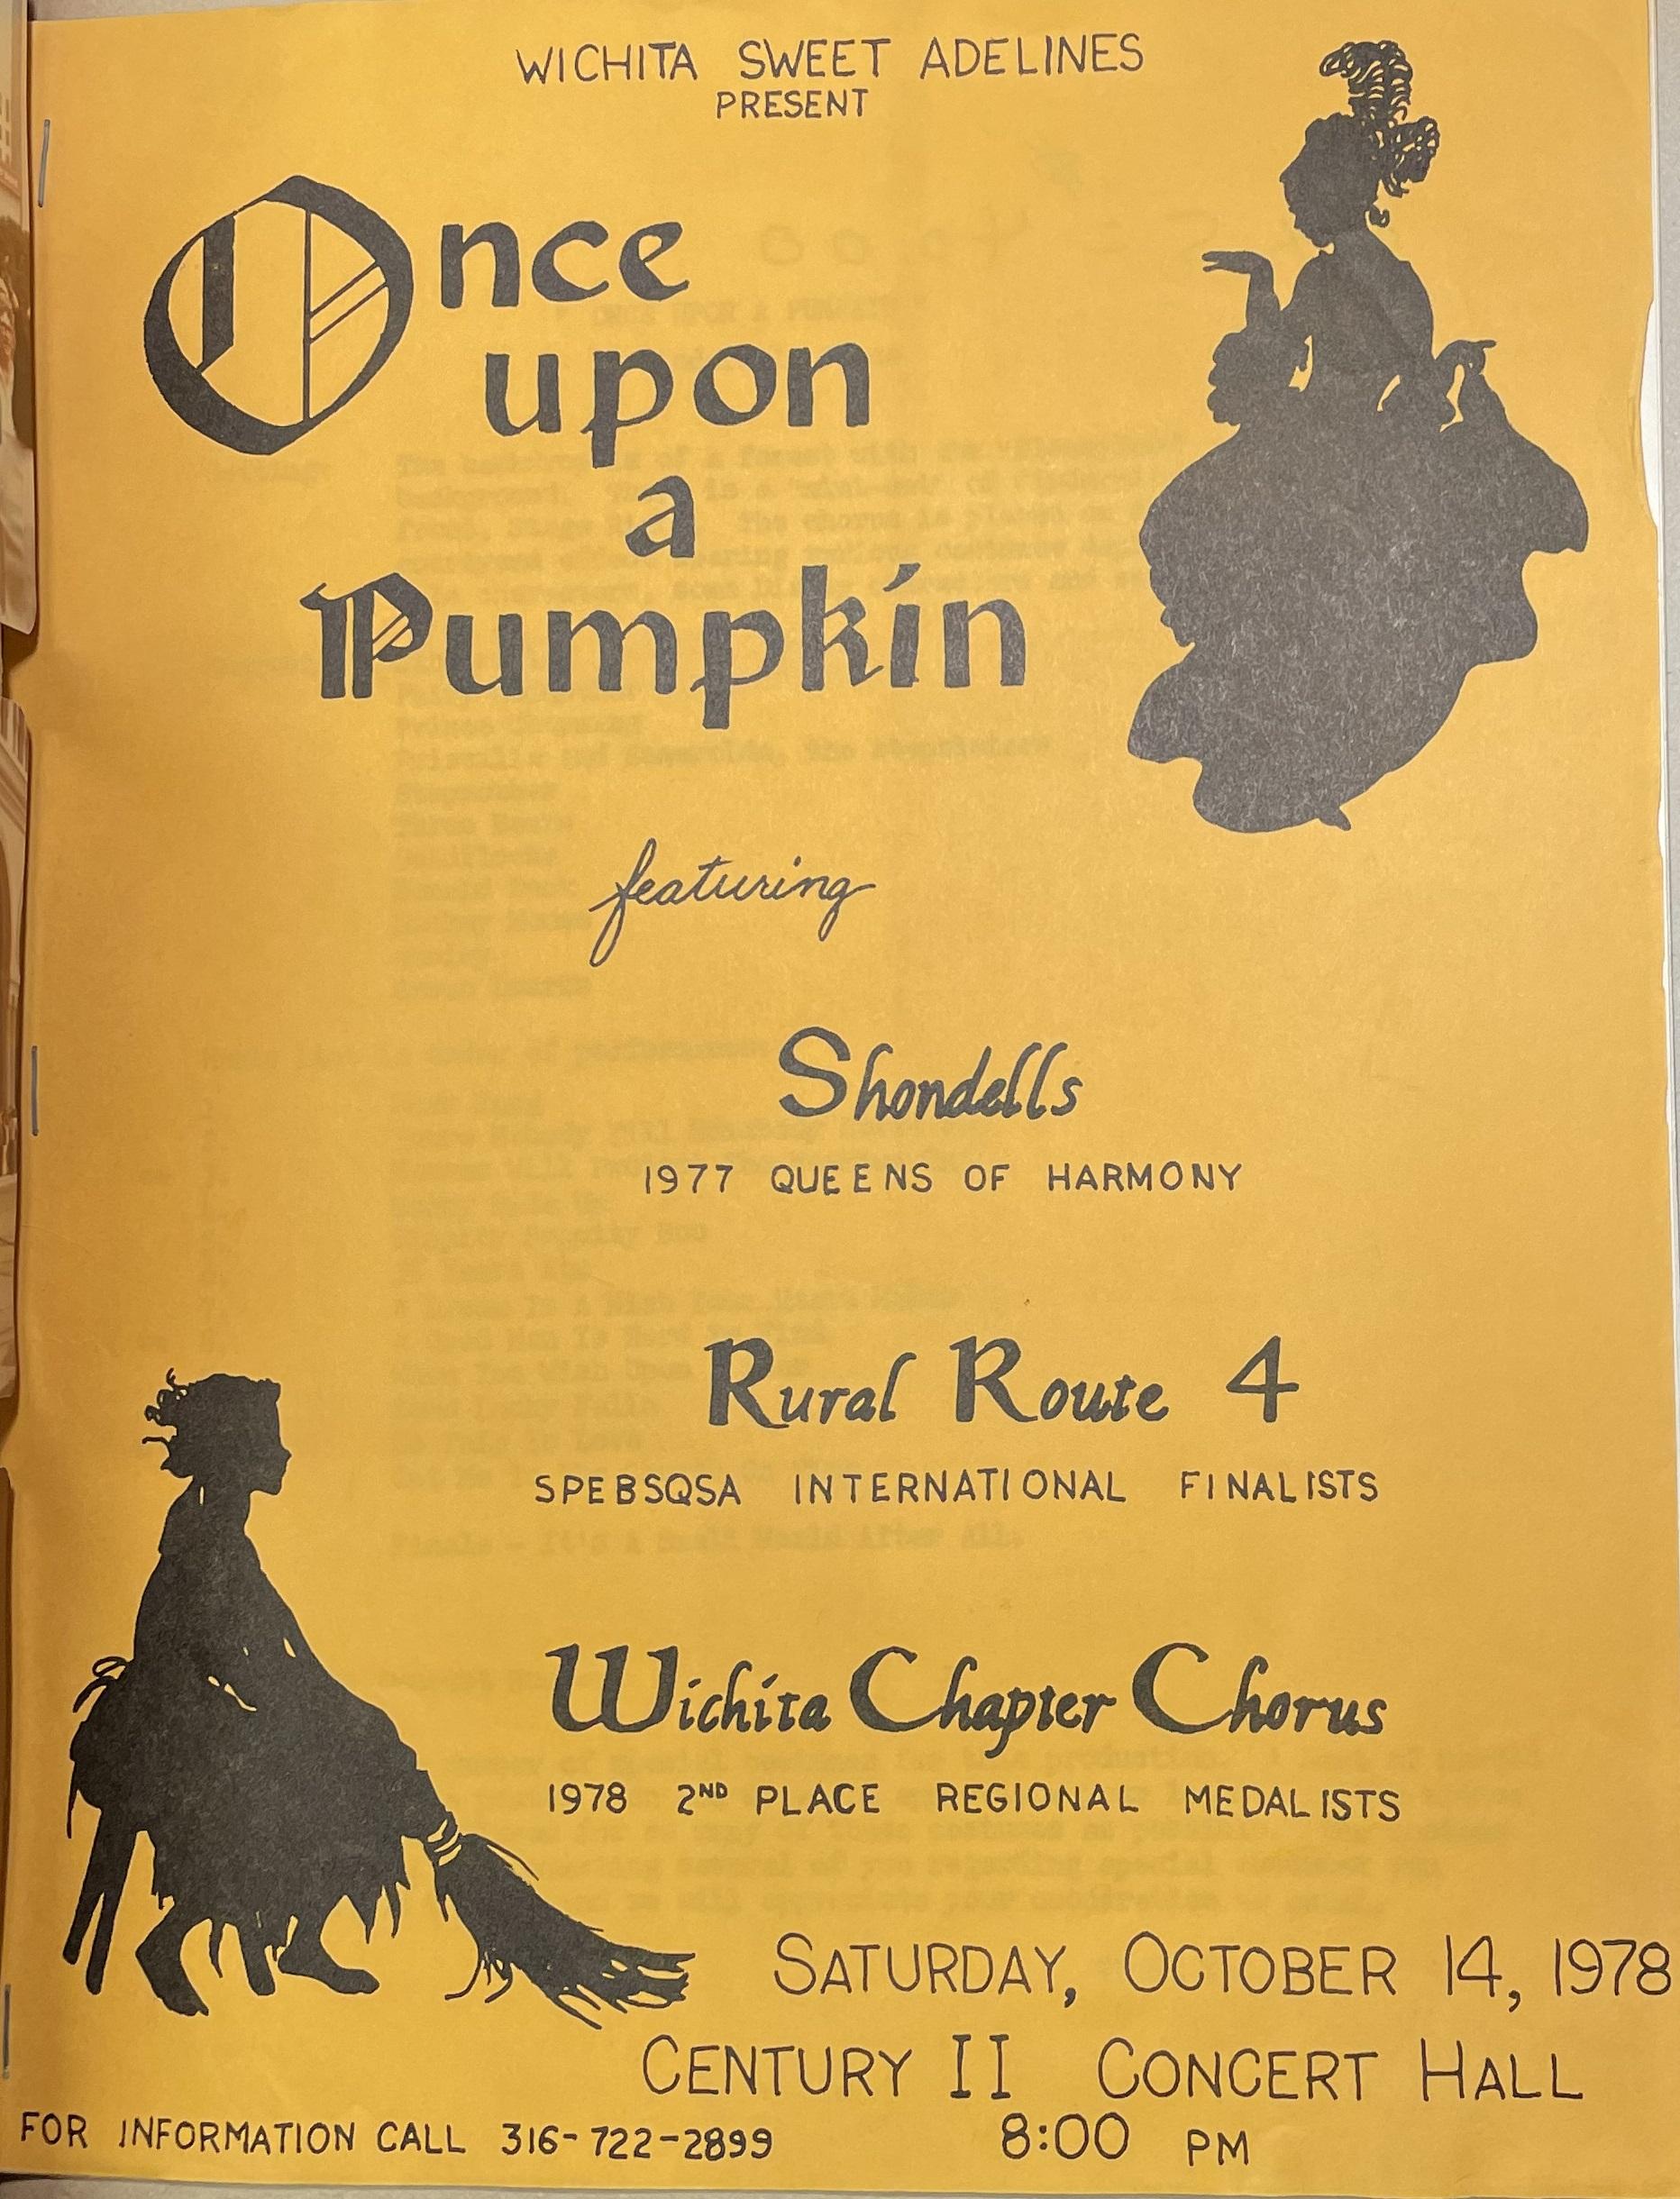 WICHITA SWEET ADELINES
PRESENT
Once
upon
a
Pumpkin
featuring
Shondells
1977 QUEENS OF HARMONY
Rural Route 4
SPEBSQSA INTERNATIONAL FINALISTS
Wichita Chapter Chorus
1978 2ND PLACE REGIONAL MEDALISTS
SATURDAY, OCTOBER 14, 1978
CENTURY II CONCERT HALL
FOR INFORMATION CALL 316-722-2899 8:00 PM